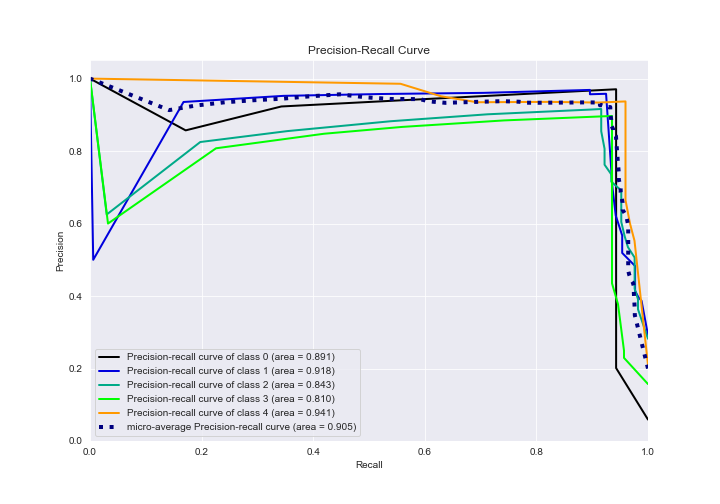 Precision-Recall Curve
1.0
0.8
0.6
0.4
0.2
0.0
Precision
Precision-recall curve of class 0 (area = 0.891)
Precision-recall curve of class 1 (area = 0.918)
Precision-recall curve of class 2 (area = 0.843)
Precision-recall curve of class 3 (area = 0.810)
Precision-recall curve of class 4 (area = 0.941)
micro-average Precision-recall curve (area = 0.905)
0.0 0.2 0.4 0.6 0.8 1.0
Recall